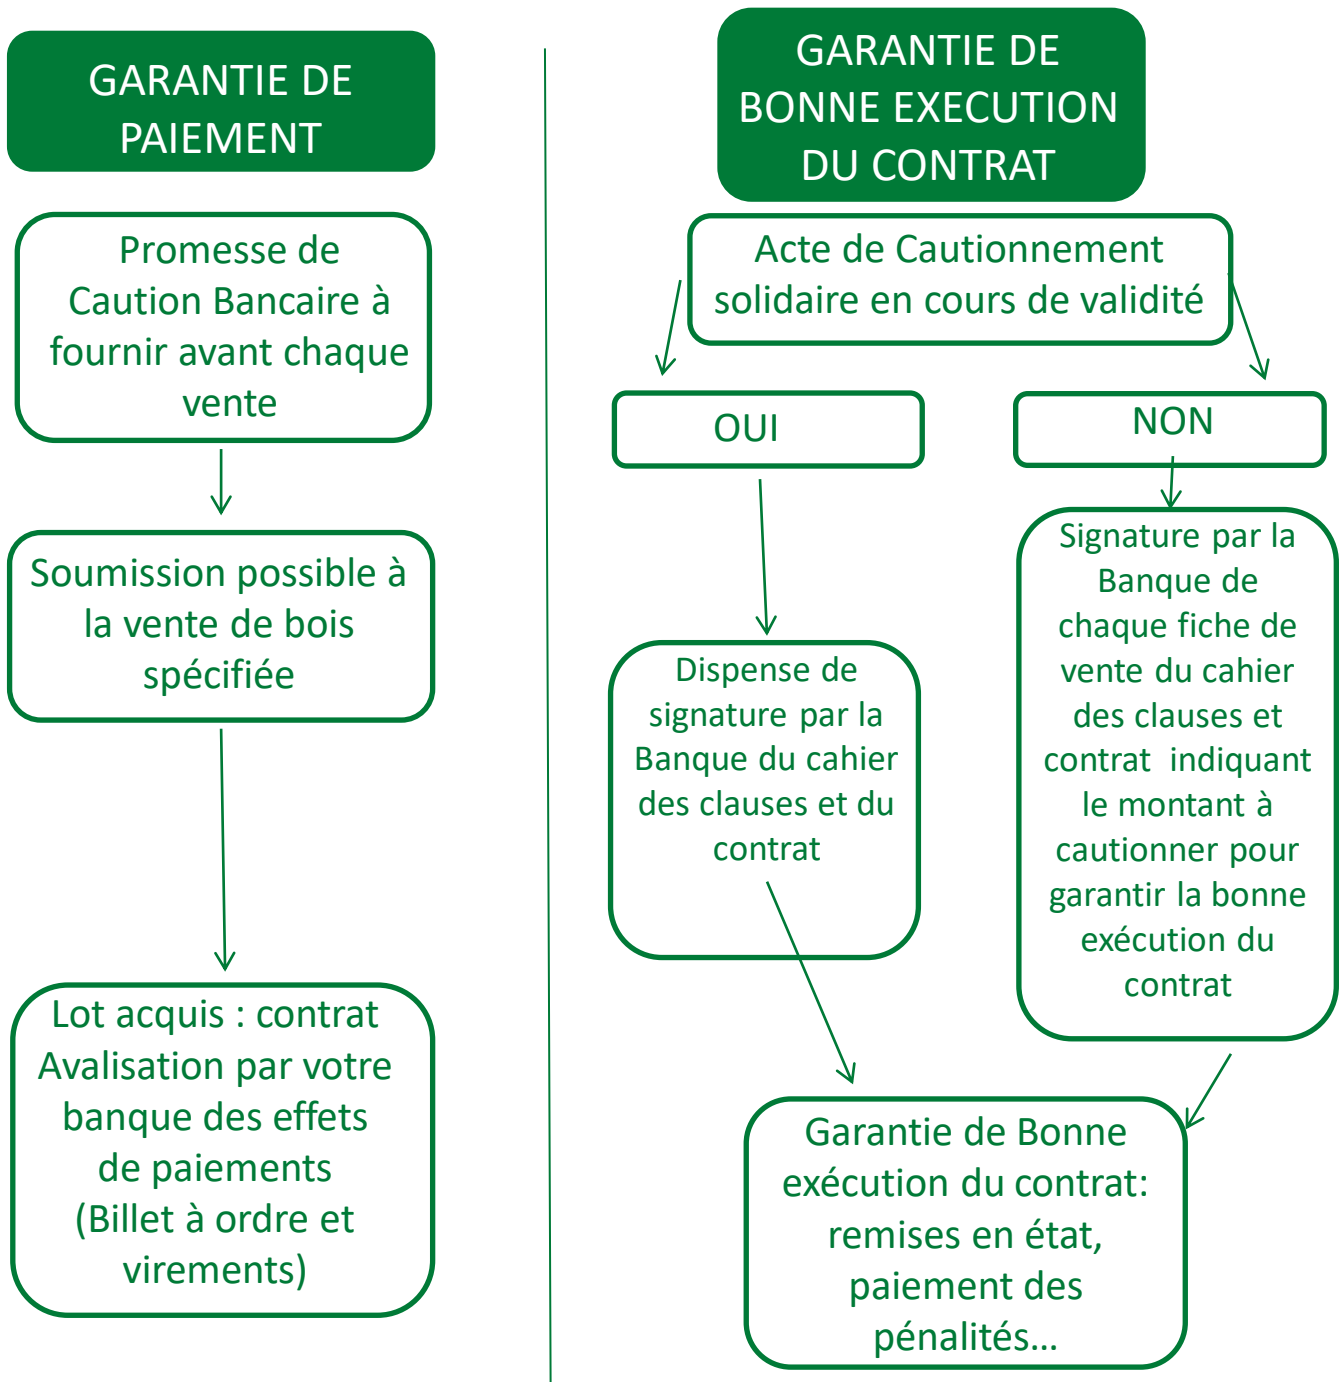 GARANTIE DE
PAIEMENT
Promesse de
Caution Bancaire à
fournir avant chaque
vente
Soumission possible à
la vente de bois
spécifiée
Lot acquis : contrat
Avalisation par votre
banque des effets
de paiements
(Billet à ordre et
virements)
GARANTIE DE
BONNE EXECUTION
DU CONTRAT
Acte de Cautionnement
solidaire en cours de validité
OUI
NON
Dispense de
signature par la
Banque du cahier
des clauses et du
contrat
Signature par la
Banque de
chaque fiche de
vente du cahier
des clauses et
contrat indiquant
le montant à
cautionner pour
garantir la bonne
exécution du
contrat
Garantie de Bonne
exécution du contrat:
remises en état,
paiement des
pénalités…